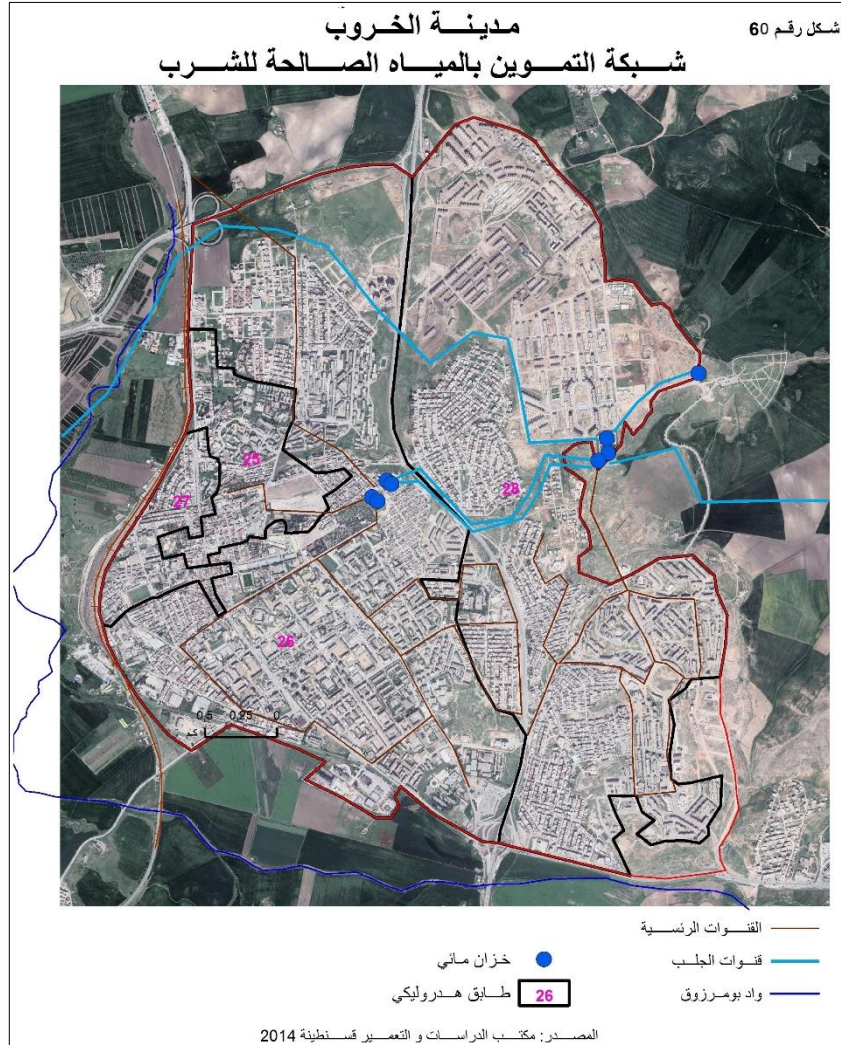 شكل رقم 60
مدينة الخروب
شبكة التموين بالمياه الصالحة للشرب
25
27
28
26
0,5 0,25 0
كم
القنوات الرئسية
قنوات الجلب
خزان مائي
واد بومرزوق
26
طابق هدروليكي
المصدر: مكتب الدراسات و التعمير قسنطينة 2014